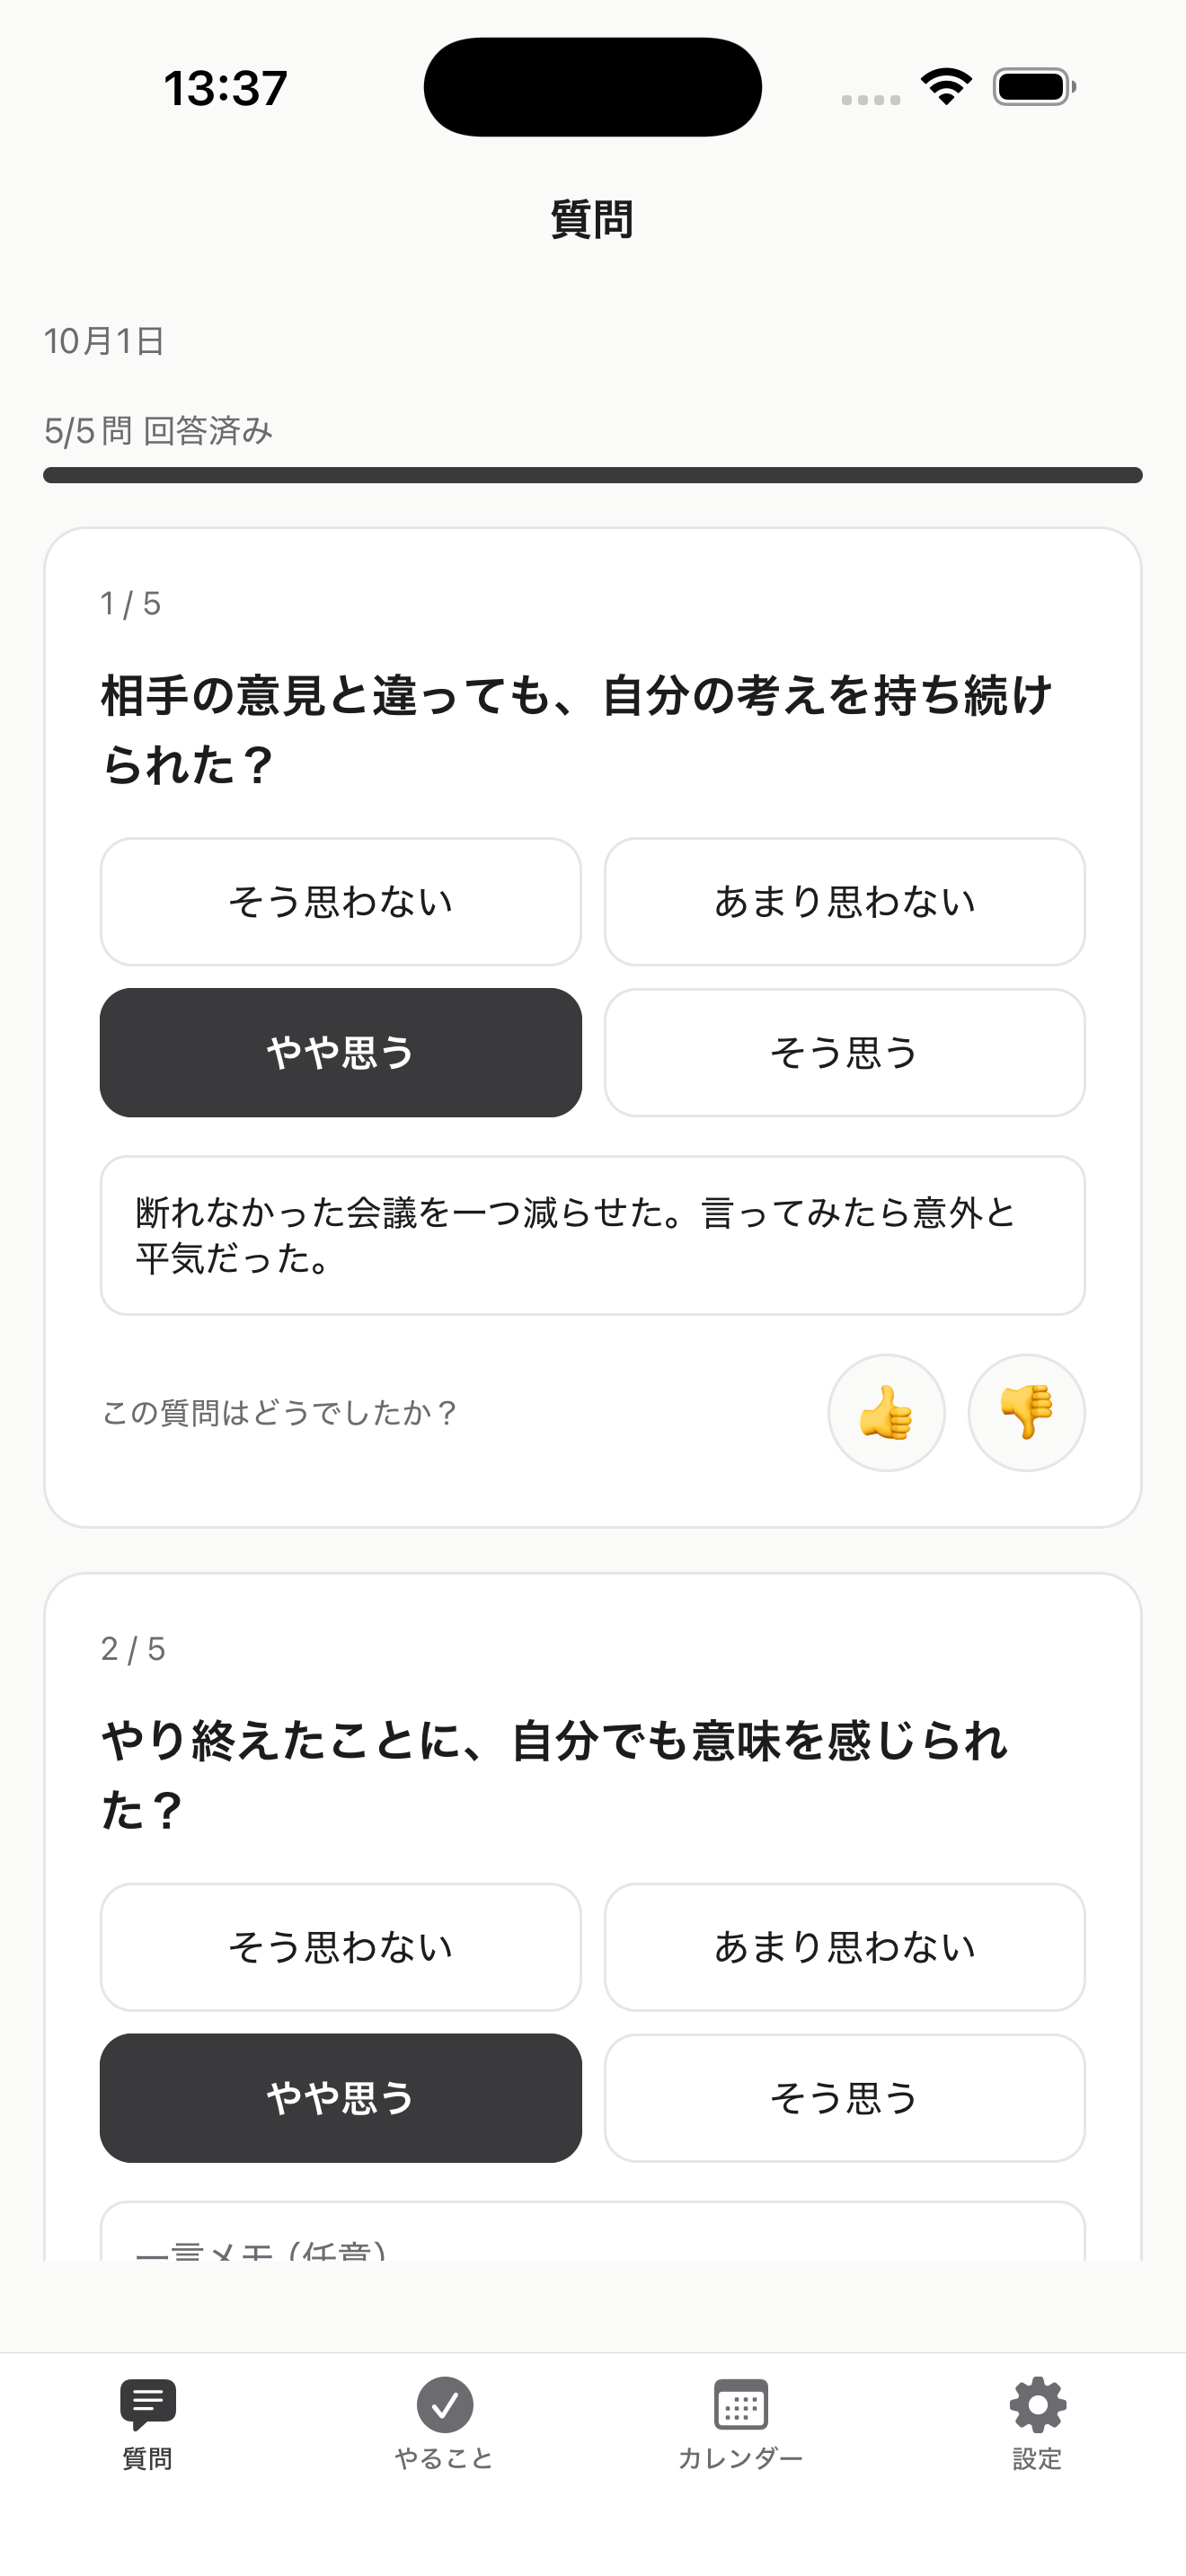 13:37
質問
10月1日
5/5問 回答済み
1 / 5
相手の意見と違っても、自分の考えを持ち続け
られた？
そう思わない
あまり思わない
やや思う
そう思う
断れなかった会議を一つ減らせた。言ってみたら意外と
平気だった。
この質問はどうでしたか？
2 / 5
やり終えたことに、自分でも意味を感じられ
た？
そう思わない
あまり思わない
やや思う
そう思う
一言メモ（任意）
質問
やること
カレンダー
設定